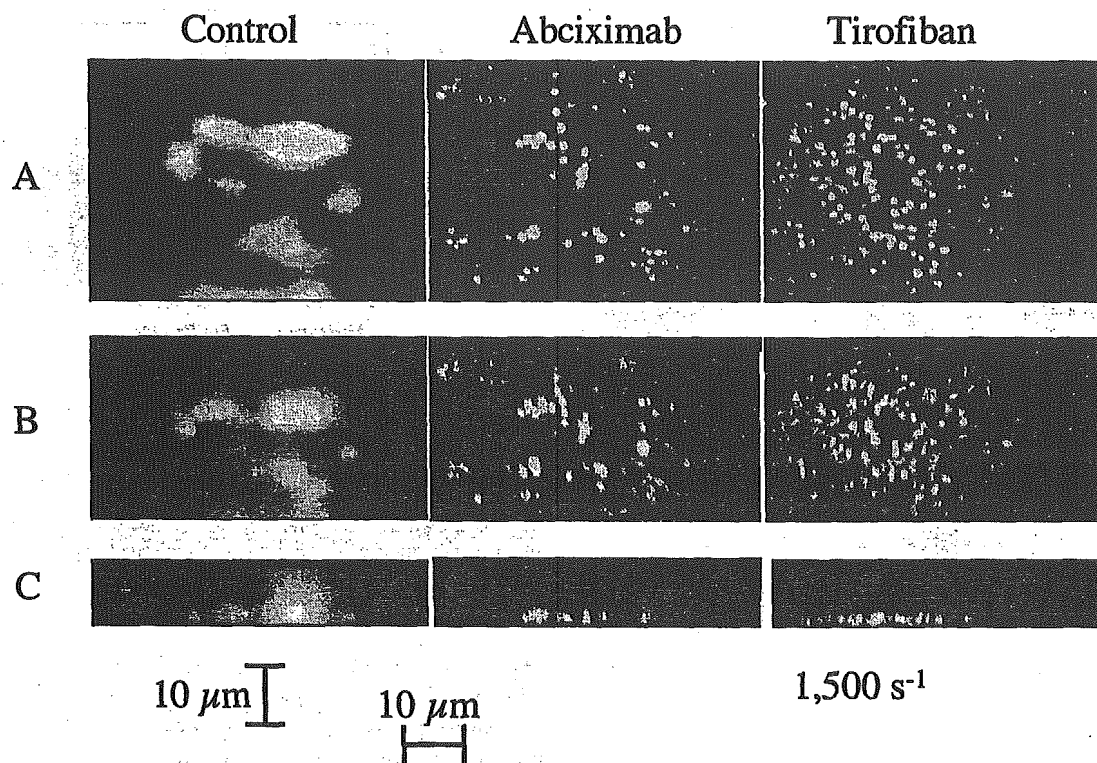 Control Abciximab Tirofiban
A
B
C
10 μm
10 μm
1,500 s-1